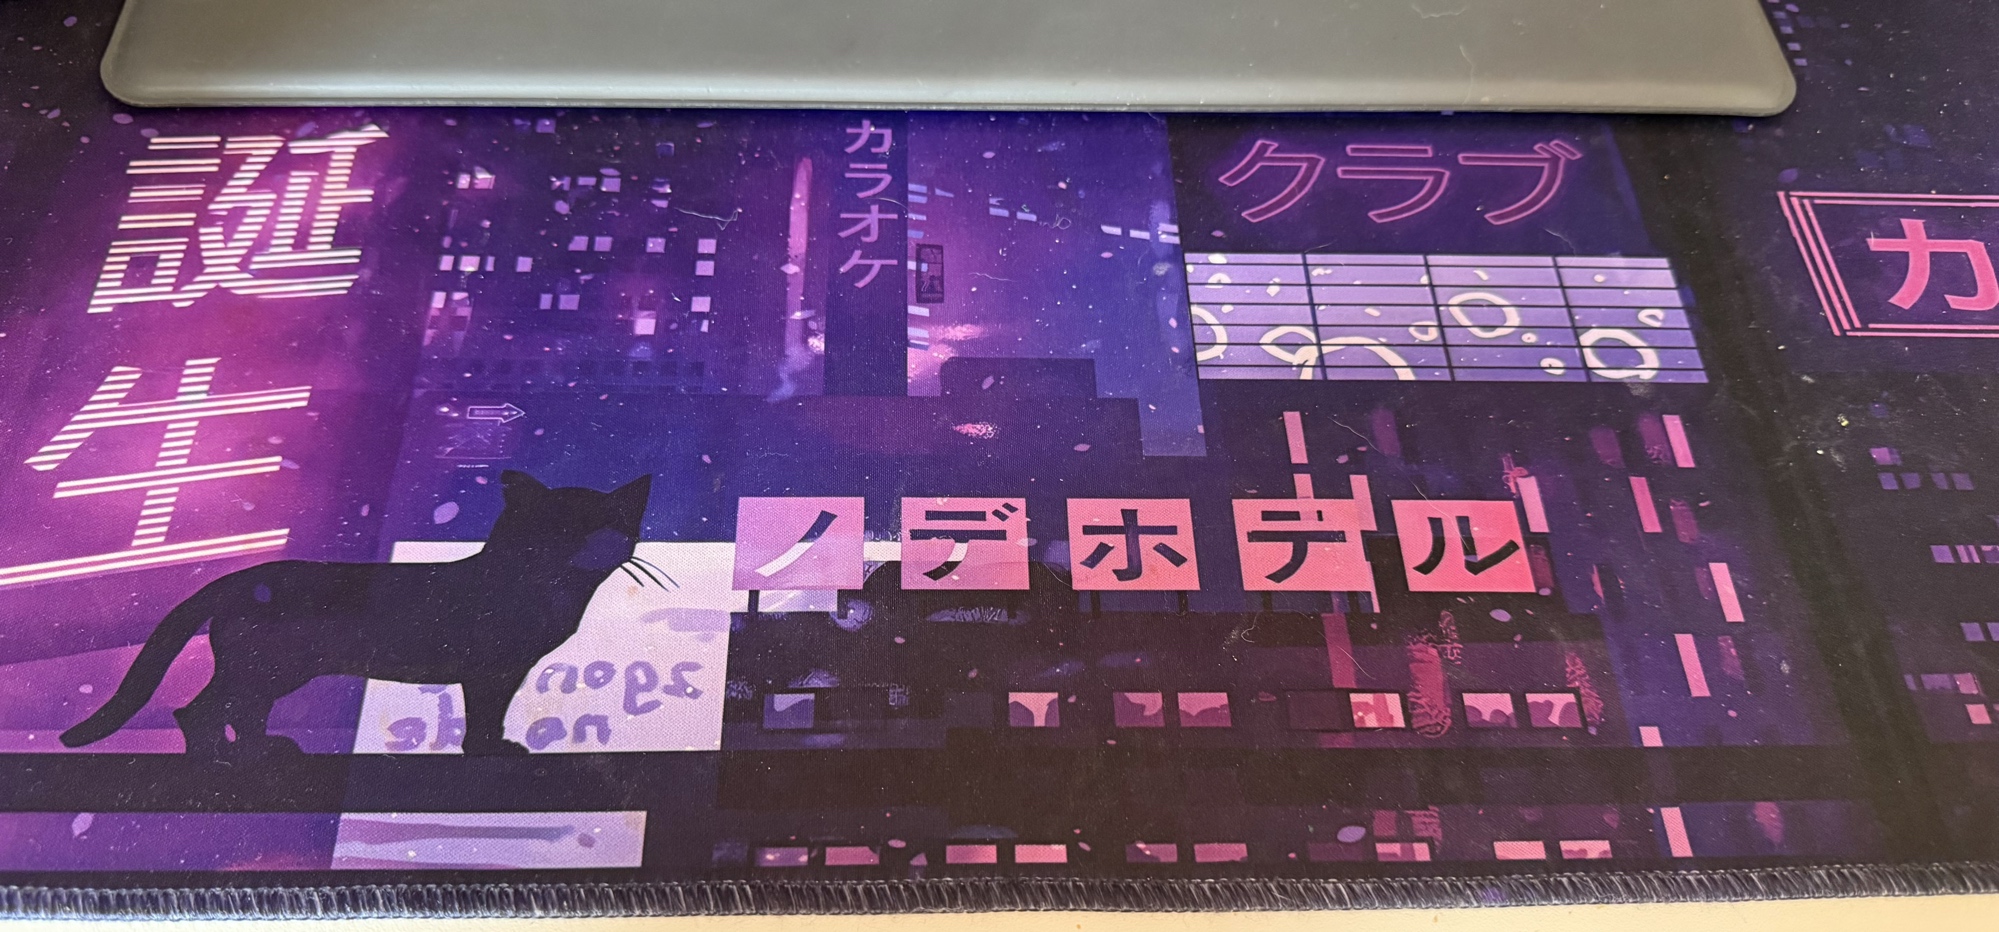 誕生
カラオケ
クラブ
カ
ノデホテル